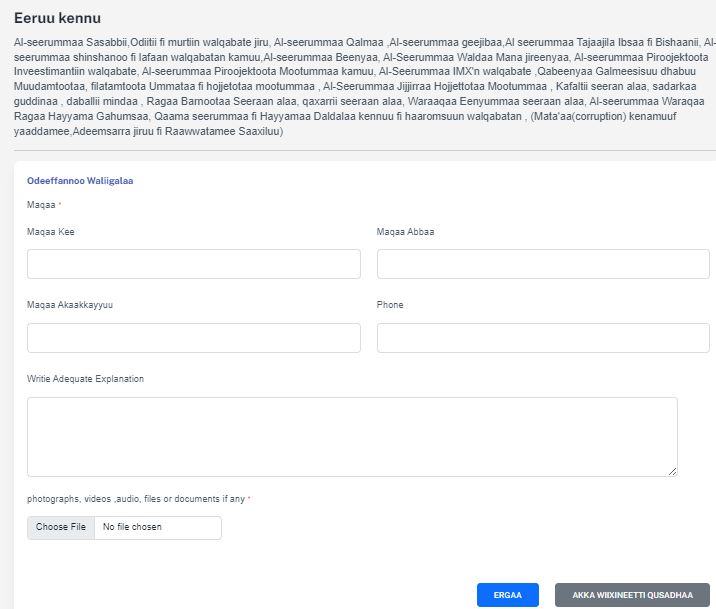 Eeruu kennu
Al-seerummaa Sasabbii,Odiitii fi murtiin walqabate jiru, Al-seerummaa Qalmaa ,Al-seerummaa geejibaa,Al seerummaa Tajaajila Ibsaa fi Bishaanii, Al-
seerummaa shinshanoo fi lafaan walqabatan kamuu,Al-seerummaa Beenyaa, Al-Seerummaa Waldaa Mana jireenyaa, Al-seerummaa Piroojektoota
Inveestimantiin walqabate, Al-seerummaa Piroojektoota Mootummaa kamuu, Al-Seerummaa IMX'n walqabate ,Qabeenyaa Galmeesisuu dhabuu
Muudamtootaa, filatamtoota Ummataa fi hojjetotaa mootummaa , Al-Seerummaa Jijjirraa Hojjettotaa Mootummaa , Kafaltii seeran alaa, sadarkaa
guddinaa , daballii mindaa , Ragaa Barnootaa Seeraan alaa, qaxarrii seeraan alaa, Waraaqaa Eenyummaa seeraan alaa, Al-seerummaa Waraqaa
Ragaa Hayyama Gahumsaa, Qaama seerummaa fi Hayyamaa Daldalaa kennuu fi haaromsuun walqabatan , (Mata'aa(corruption) kenamuuf
yaaddamee,Adeemsarra jiruu fi Raawwatamee Saaxiluu)
Odeeffannoo Waliigalaa
Maqaa *
Maqaa Kee
Maqaa Abbaa
Maqaa Akaakkayyuu
Phone
Writie Adequate Explanation
photographs, videos ,audio, files or documents if any *
Choose File No file chosen
ERGAA
AKKA WIIXINEETTI QUSADHAA